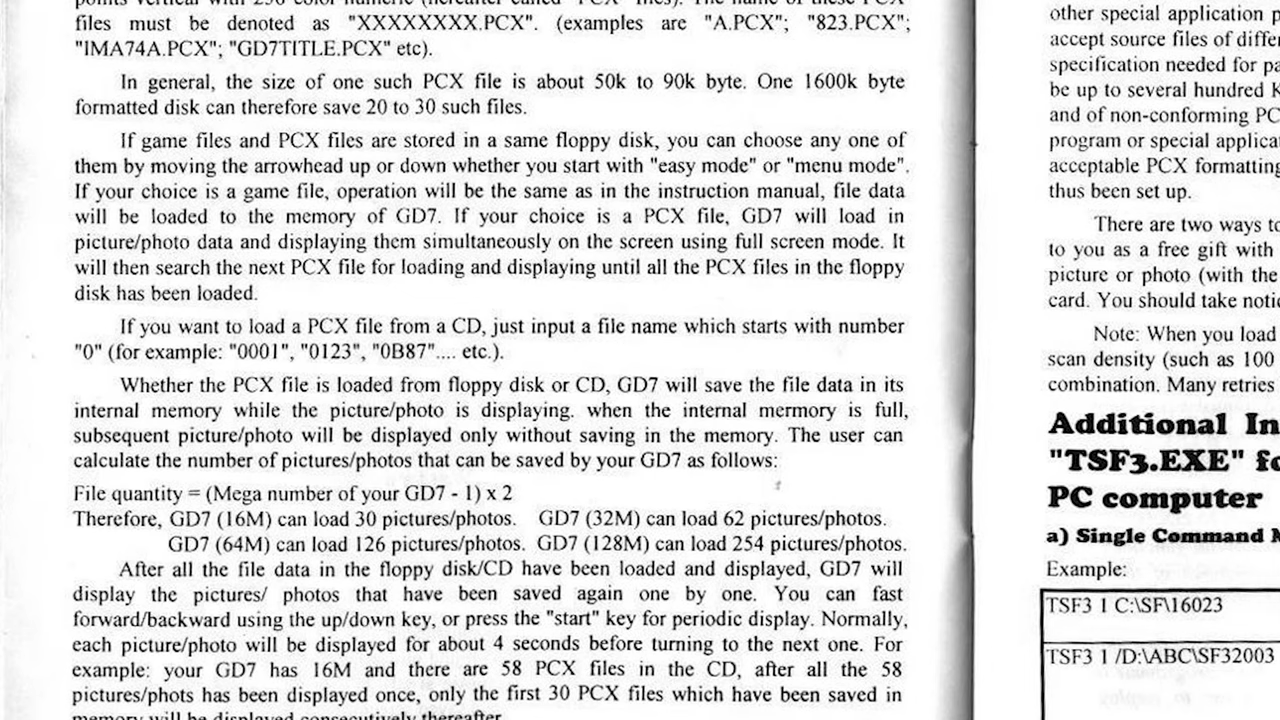 points vertical with 256 color numeric (hereafter called "PCX" files). The name of these PCX
files must be denoted as "XXXXXXXX.PCX". (examples are "A.PCX"; "823.PCX";
"IMA74A.PCX"; "GD7TITLE.PCX" etc).
In general, the size of one such PCX file is about 50k to 90k byte. One 1600k byte
formatted disk can therefore save 20 to 30 such files.
If game files and PCX files are stored in a same floppy disk, you can choose any one of
them by moving the arrowhead up or down whether you start with "easy mode" or "menu mode".
If your choice is a game file, operation will be the same as in the instruction manual, file data
will be loaded to the memory of GD7. If your choice is a PCX file, GD7 will load in
picture/photo data and displaying them simultaneously on the screen using full screen mode. It
will then search the next PCX file for loading and displaying until all the PCX files in the floppy
disk has been loaded.
If you want to load a PCX file from a CD, just input a file name which starts with number
"0" (for example: "0001", "0123", "0B87".... etc.).
Whether the PCX file is loaded from floppy disk or CD, GD7 will save the file data in its
internal memory while the picture/photo is displaying. when the internal mermory is full,
subsequent picture/photo will be displayed only without saving in the memory. The user can
calculate the number of pictures/photos that can be saved by your GD7 as follows:
File quantity = (Mega number of your GD7 - 1) x 2
Therefore, GD7 (16M) can load 30 pictures/photos. GD7 (32M) can load 62 pictures/photos.
GD7 (64M) can load 126 pictures/photos. GD7 (128M) can load 254 pictures/photos.
After all the file data in the floppy disk/CD have been loaded and displayed, GD7 will
display the pictures/ photos that have been saved again one by one. You can fast
forward/backward using the up/down key, or press the "start" key for periodic display. Normally,
each picture/photo will be displayed for about 4 seconds before turning to the next one. For
example: your GD7 has 16M and there are 58 PCX files in the CD, after all the 58
pictures/phots has been displayed once, only the first 30 PCX files which have been saved in
memory will be displayed consecutively thereafter.
other special application p
accept source files of differ
specification needed for pa
be up to several hundred K
and of non-conforming PC
program or special applica
acceptable PCX formatting
thus been set up.
There are two ways to
to you as a free gift with
picture or photo (with the
card. You should take notic
Note: When you load
scan density (such as 100
combination. Many retries
Additional In
"TSF3.EXE" fo
PC computer
a) Single Command M
Example:
TSF3 1 C:\SF\16023
TSF3 1 /D:\ABC\SF32003